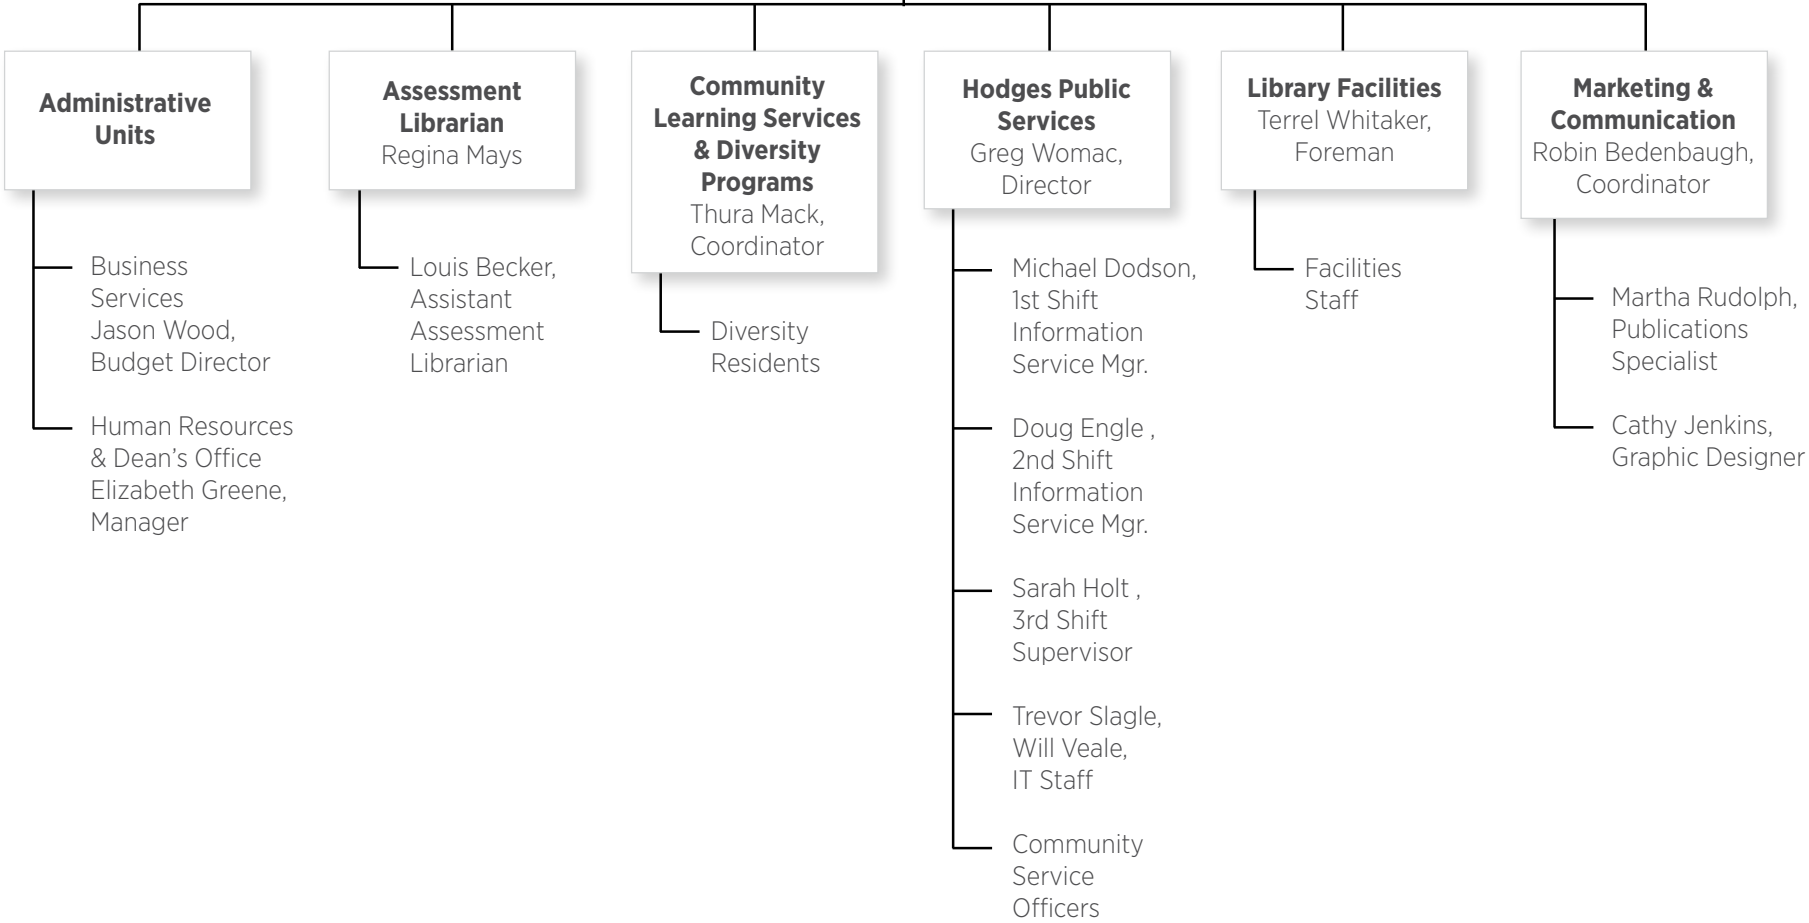 Administrative
Units
Business
Services
Jason Wood,
Budget Director
Human Resources
& Dean’s Office
Elizabeth Greene,
Manager
Assessment
Librarian
Regina Mays
Louis Becker,
Assistant
Assessment
Librarian
Community
Learning Services
& Diversity
Programs
Thura Mack,
Coordinator
Diversity
Residents
Hodges Public
Services
Greg Womac,
Director
Michael Dodson,
1st Shift
Information
Service Mgr.
Doug Engle ,
2nd Shift
Information
Service Mgr.
Sarah Holt ,
3rd Shift
Supervisor
Trevor Slagle,
Will Veale,
IT Staff
Community
Service
Officers
Library Facilities
Terrel Whitaker,
Foreman
Facilities
Staff
Marketing &
Communication
Robin Bedenbaugh,
Coordinator
Martha Rudolph,
Publications
Specialist
Cathy Jenkins,
Graphic Designer